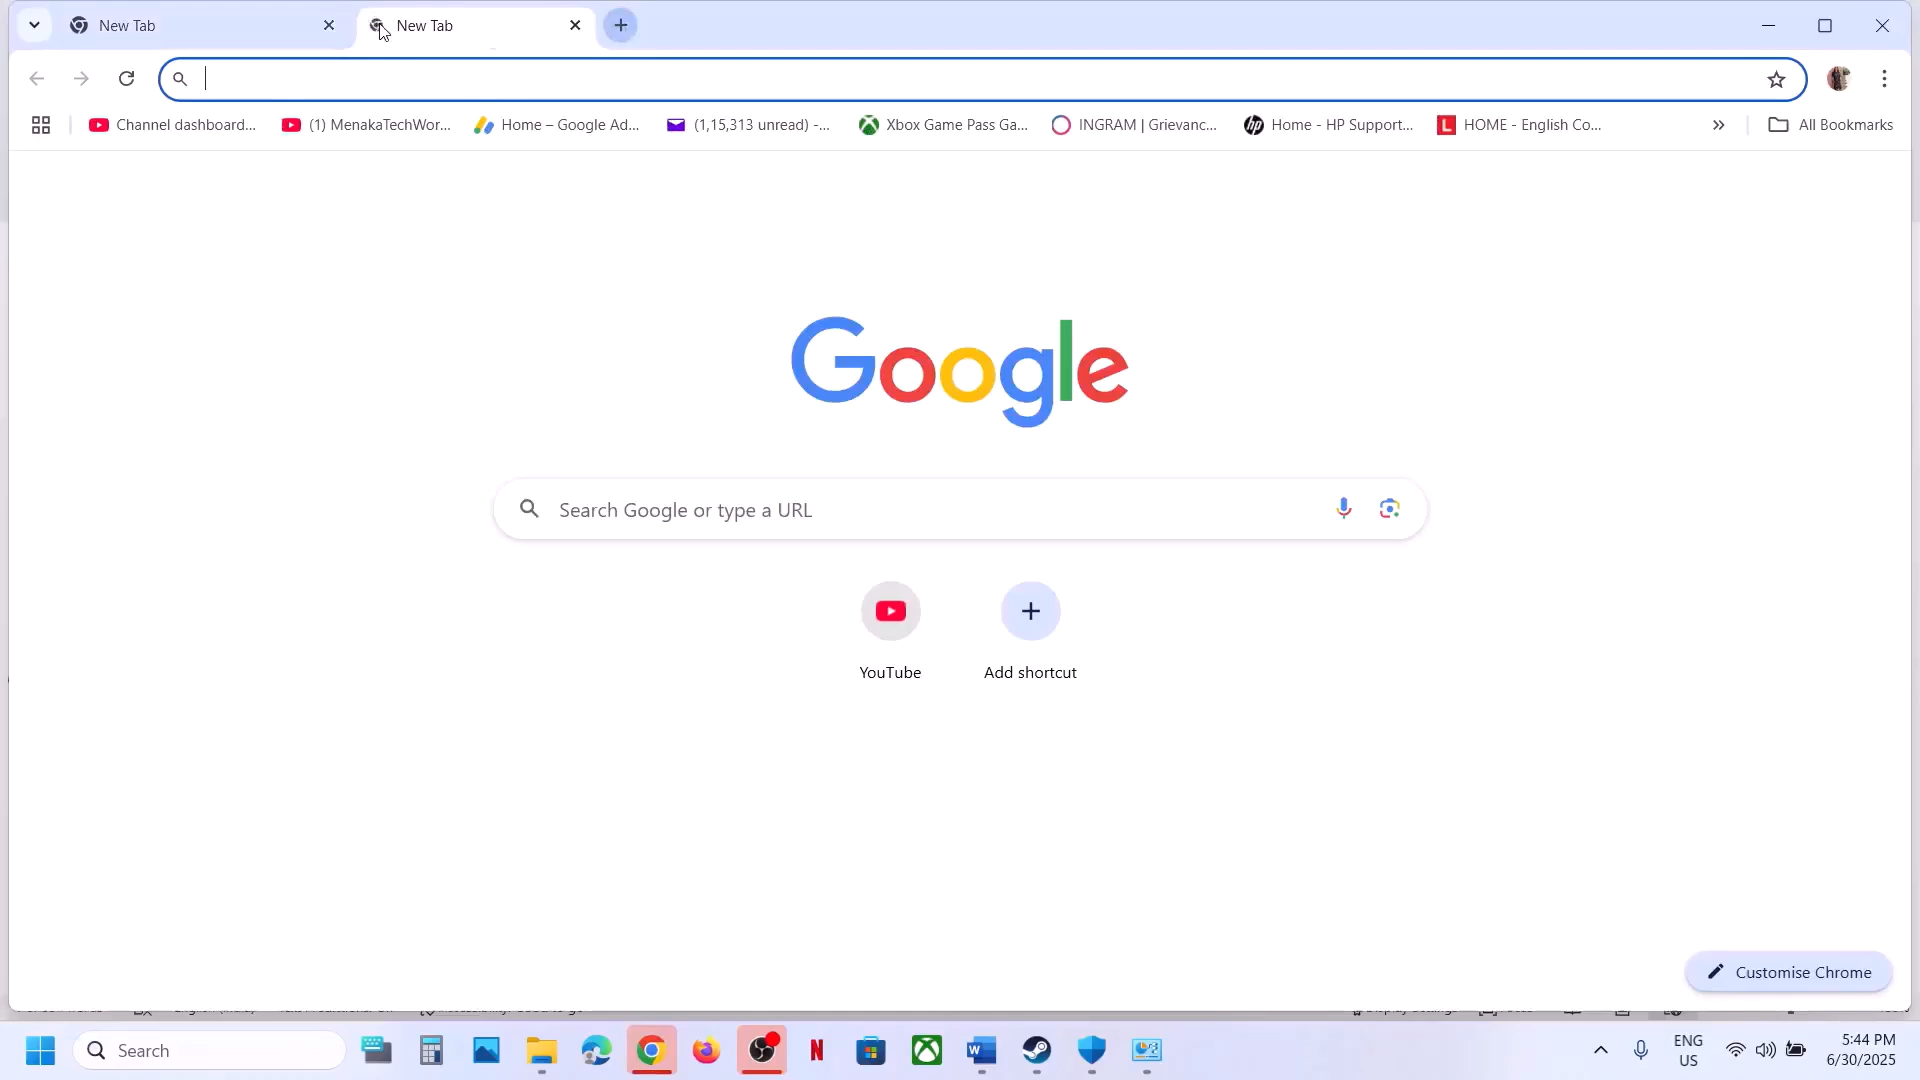 New Tab
New Tab
Channel dashboard...
(1) MenakaTechWor...
Home – Google Ad...
(1,15,313 unread) -...
Xbox Game Pass Ga...
INGRAM | Grievanc...
Home - HP Support...
HOME - English Co...
All Bookmarks
Google
Search Google or type a URL
YouTube
Add shortcut
Customise Chrome
Search
ENG
US
5:44 PM
6/30/2025